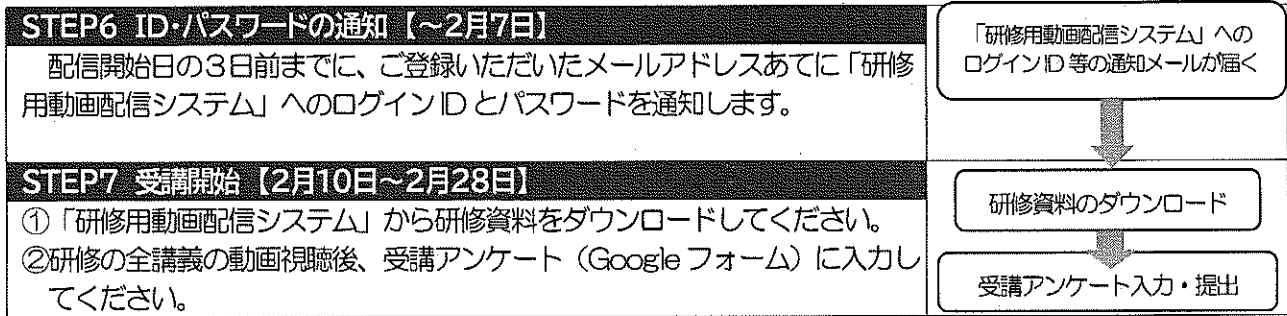 STEP6 ID・パスワードの通知【～2月7日】
配信開始日の3日前までに、ご登録いただいたメールアドレスあてに「研修
用動画配信システム」へのログインIDとパスワードを通知します。
「研修用動画配信システム」への
ログインID等の通知メールが届く
STEP7 受講開始【2月10日～2月28日】
①「研修用動画配信システム」から研修資料をダウンロードしてください。
②研修の全講義の動画視聴後、受講アンケート（Googleフォーム）に入力し
てください。
研修資料のダウンロード
受講アンケート入力・提出